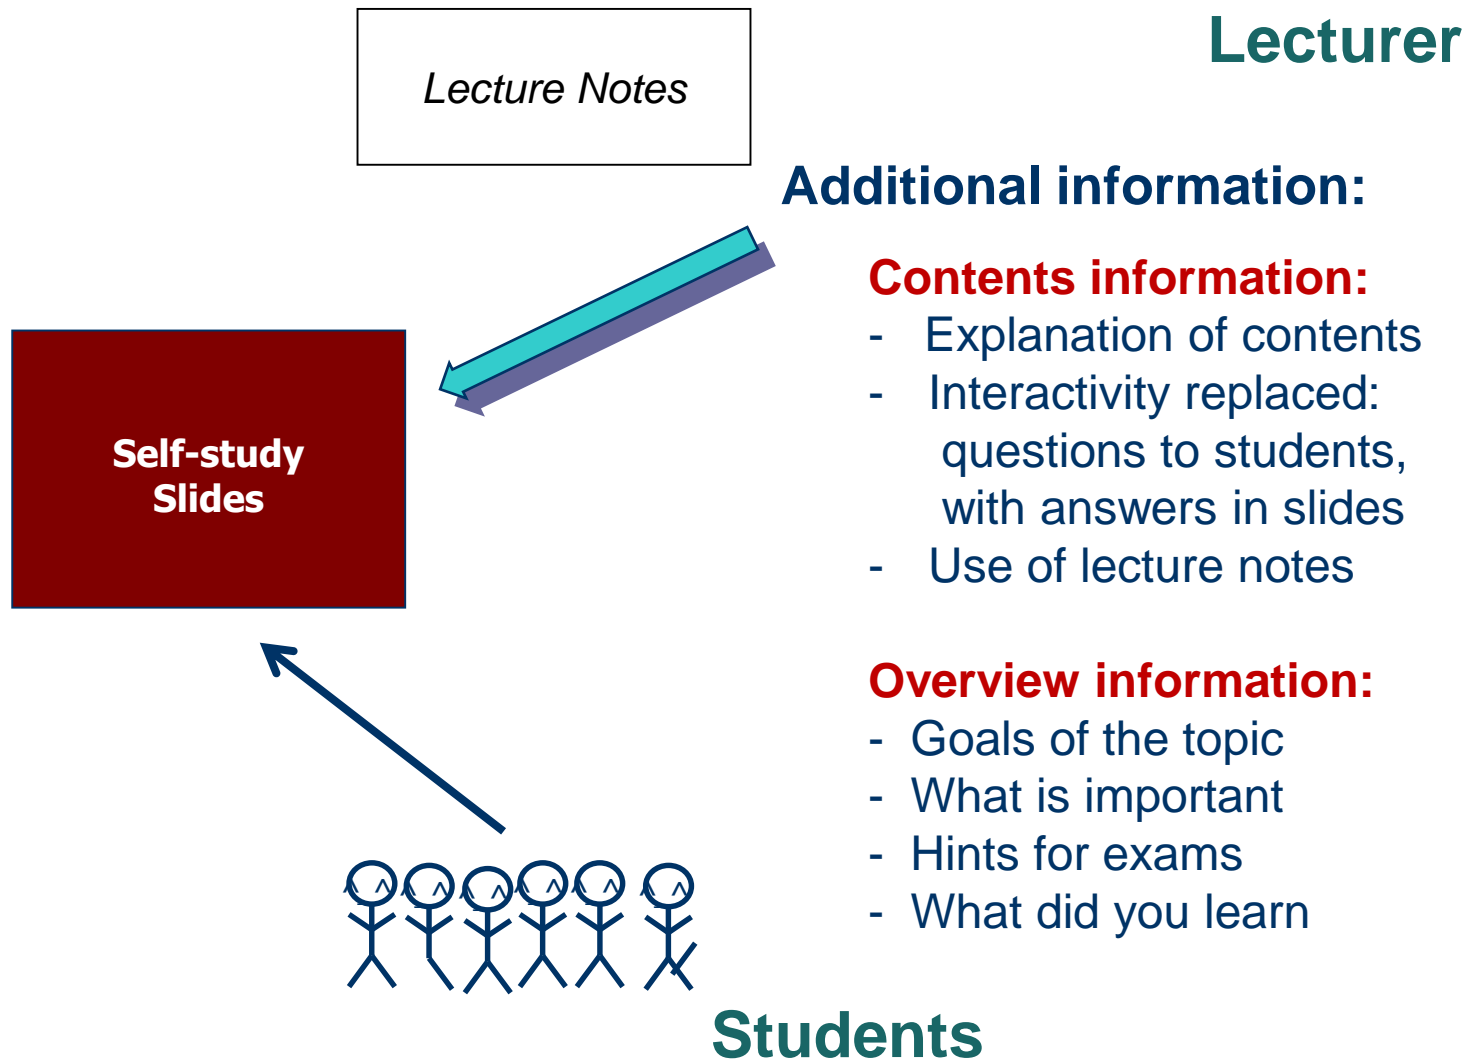 Lecturer
Lecture Notes
Additional information:
Contents information:
- Explanation of contents
- Interactivity replaced:
questions to students,
with answers in slides
- Use of lecture notes
Self-study
Slides
Overview information:
- Goals of the topic
- What is important
- Hints for exams
- What did you learn
Students